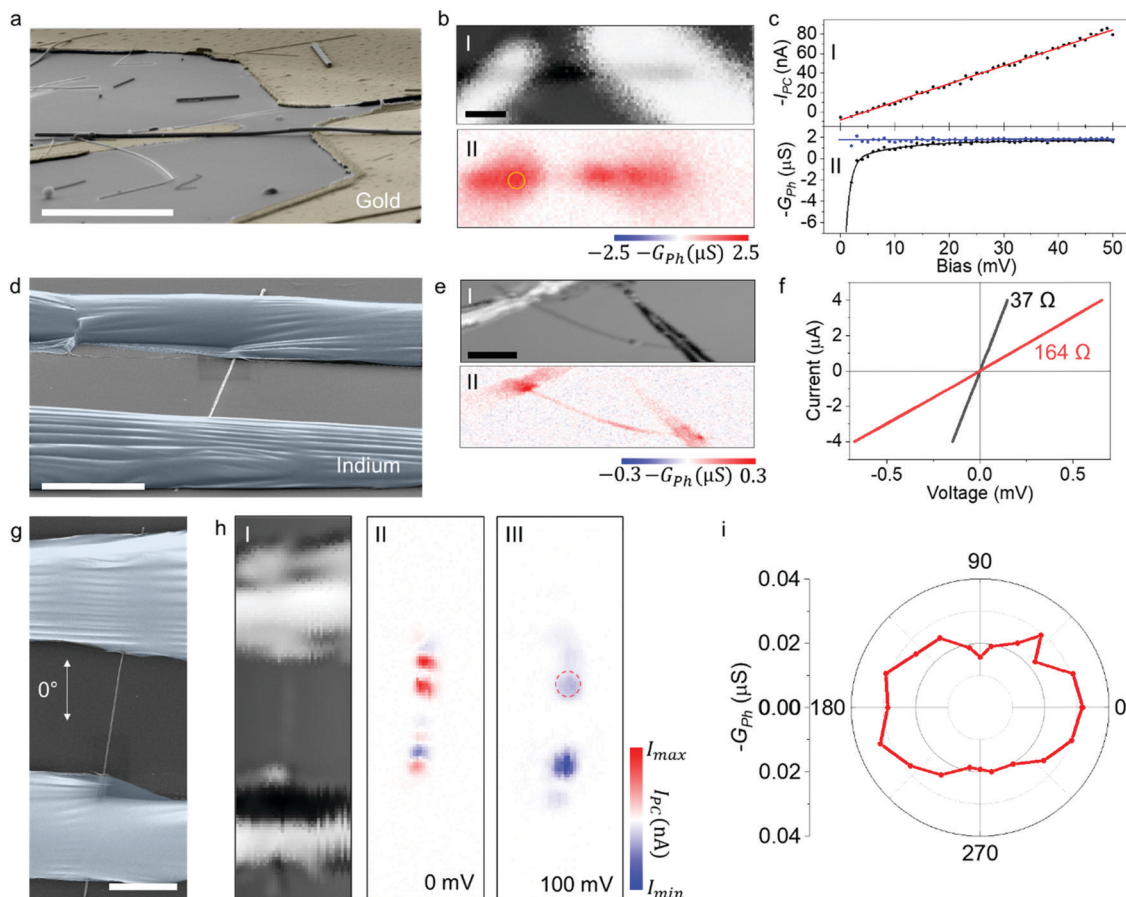 a
Gold
b
I
II
−2.5 −G_Ph(μS) 2.5
c
I
80
60
40
20
0
-I_PC (nA)
II
2
0
-2
-4
-6
-G_Ph (μS)
0 10 20 30 40 50
Bias (mV)
d
Indium
e
I
II
−0.3 −G_Ph(μS) 0.3
f
37 Ω
164 Ω
4
2
0
-2
-4
Current (μA)
-0.5 0.0 0.5
Voltage (mV)
g
0°
h
I
II
0 mV
III
100 mV
I_max
I_PC (nA)
I_min
i
0.04
0.02
0.00
0.02
0.04
-G_Ph (μS)
90
180
0
270